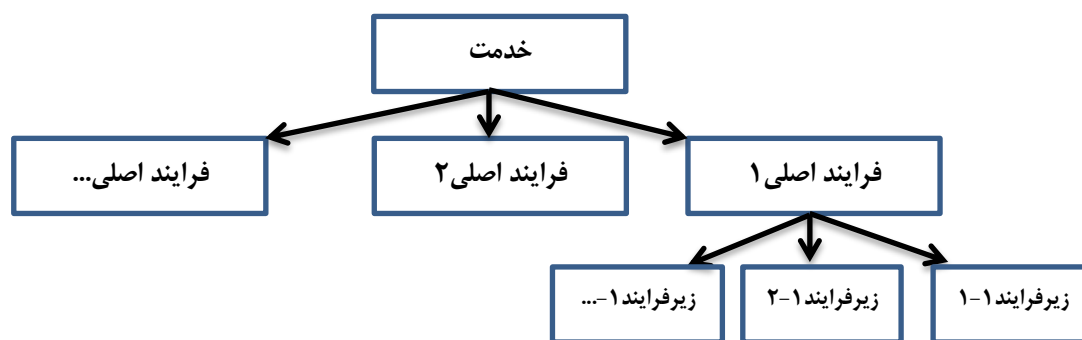 خدمت
فرایند اصلی۱
فرایند اصلی۲
فرایند اصلی...
زیرفرایند۱-۱
زیرفرایند۱-۲
زیرفرایند۱-...